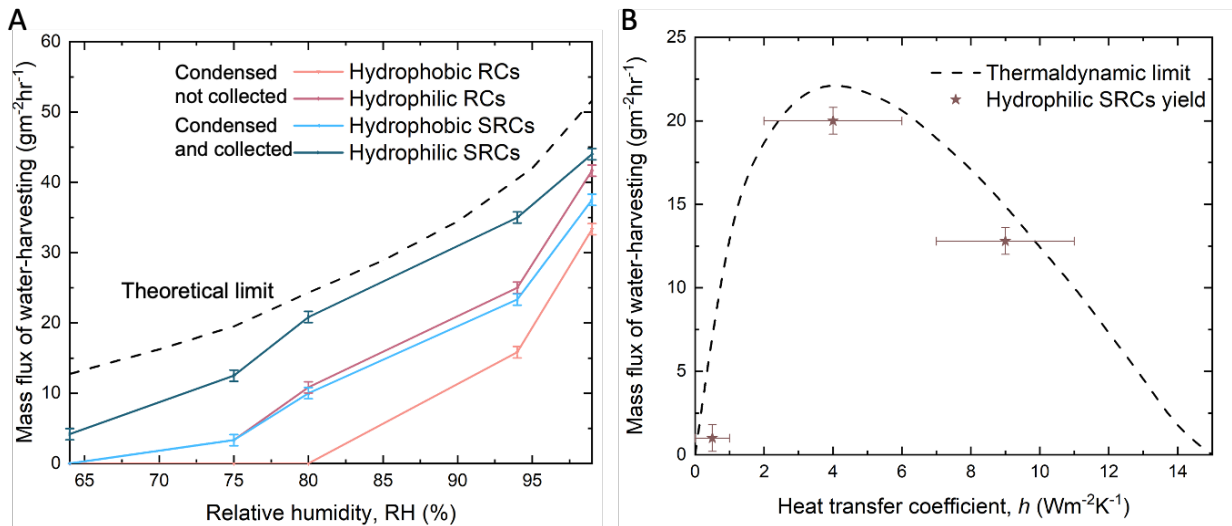 A
Mass flux of water-harvesting (gm-2hr-1)
60
50
40
30
20
10
0
65
70
75
80
85
90
95
Relative humidity, RH (%)
Condensed
not collected
Condensed
and collected
Hydrophobic RCs
Hydrophilic RCs
Hydrophobic SRCs
Hydrophilic SRCs
Theoretical limit
B
Mass flux of water-harvesting (gm-2hr-1)
25
20
15
10
5
0
0
2
4
6
8
10
12
14
Heat transfer coefficient, h (Wm-2K-1)
Thermaldynamic limit
Hydrophilic SRCs yield